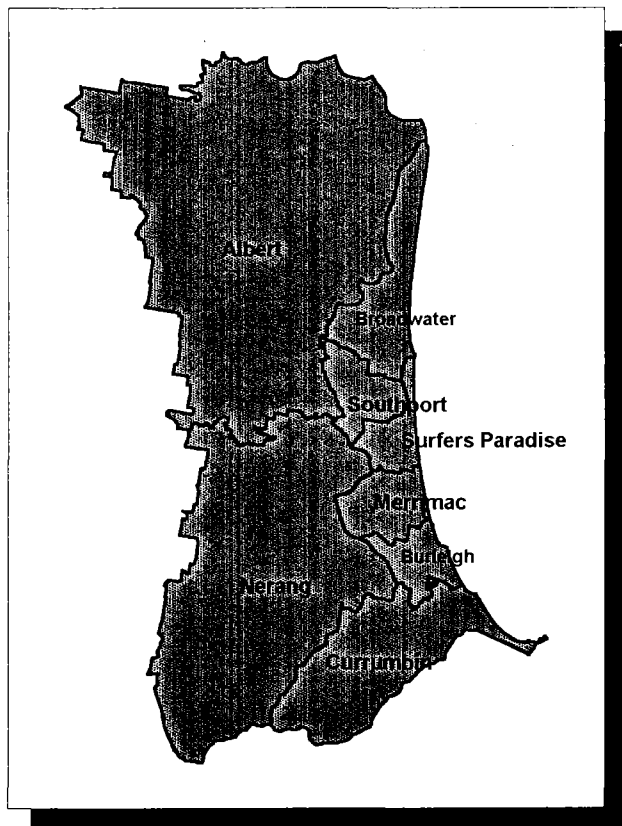 Albert
Broadwater
Southport
Surfers Paradise
Merrimac
Burleigh
Nerang
Currumbin